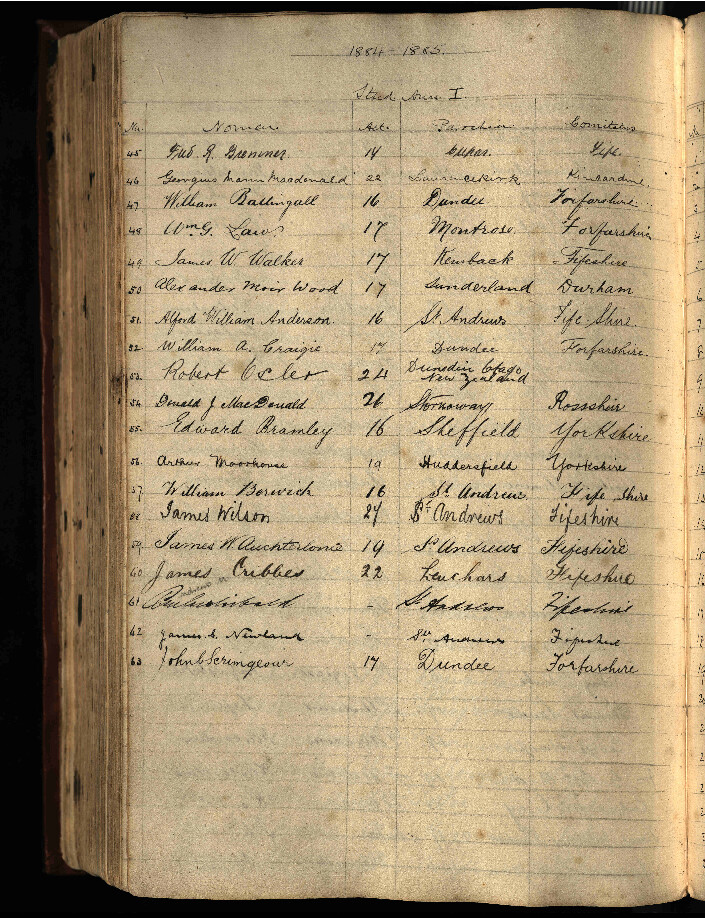 1884 - 1885.
Stud. Ann. I.
No. Nomen Aet. Parochia Comitatus
45 Fred. R. Bremner. 14 Cupar. Fife.
46 Georgius Mann Macdonald 22 Laurencekirk Kincardine.
47 William Ballingall 16 Dundee Forfarshire.
48 Wm. G. Law. 17 Montrose. Forfarshire
49 James W. Walker 17 Kemback Fifeshire
50 Alexander Moir Wood 17 Sunderland Durham
51. Alford William Anderson. 16 St. Andrews Fife Shire.
52. William A. Craigie 17 Dundee Forfarshire.
53. Robert Osler 24 Dunedin Otago, New Zealand
54. Donald J. MacDonald 26 Stornoway Rossshire
55. Edward Bramley 16 Sheffield Yorkshire
56. Arthur Moorhouse 19 Huddersfield Yorkshire
57. William Berwick 16 St. Andrews Fife Shire
58 James Wilson 24 St. Andrews Fifeshire
59. James W. Auchterlonie 19 St Andrews Fifeshire
60 James Cribbes 22 Leuchars Fifeshire
61 Archibald - St Andrews Fifeshire
62 James S. Newland - St. Andrews Fifeshire
63 John C Scrimgeour 17 Dundee Forfarshire